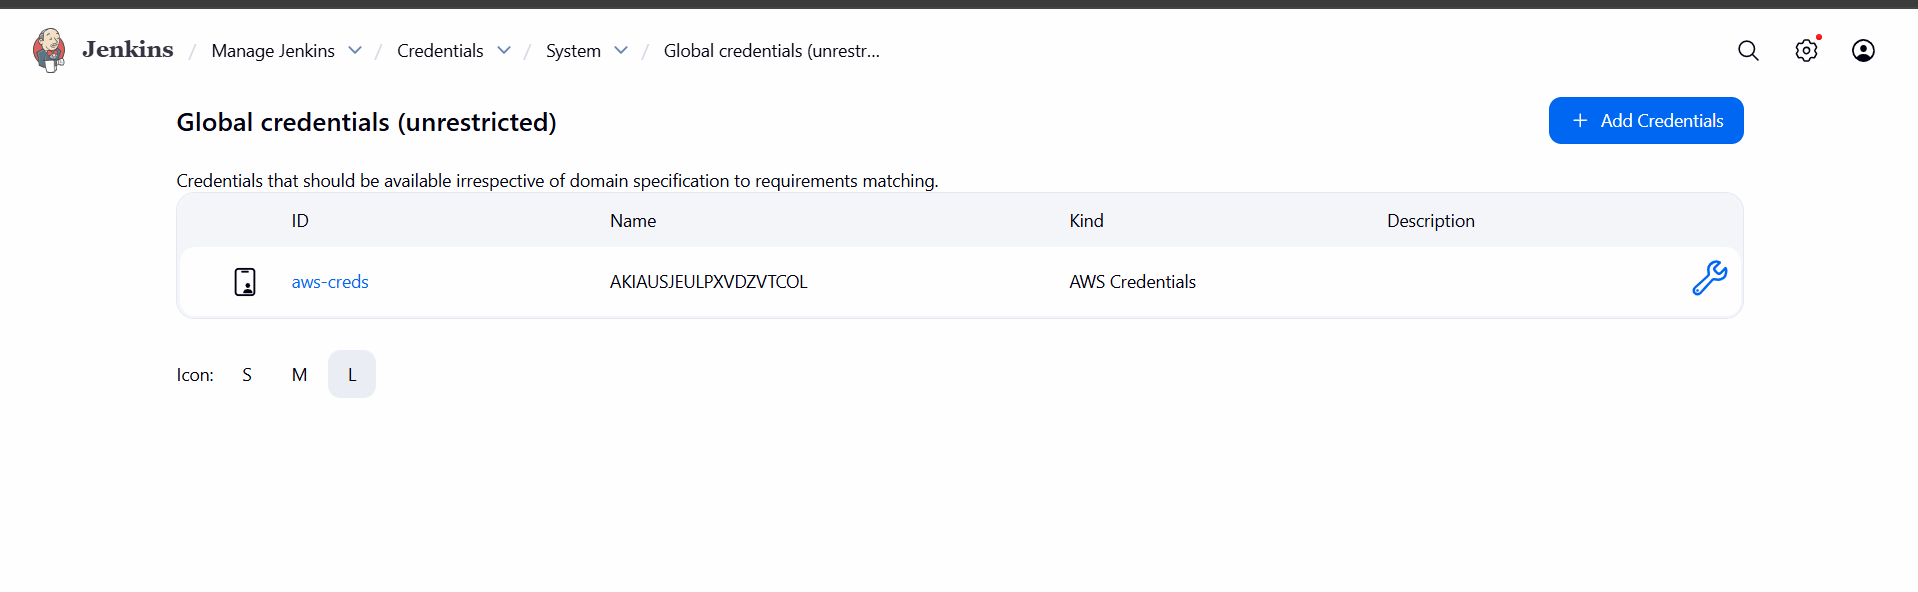 Jenkins / Manage Jenkins / Credentials / System / Global credentials (unrestr...
Global credentials (unrestricted)
+ Add Credentials
Credentials that should be available irrespective of domain specification to requirements matching.
ID Name Kind Description
aws-creds AKIAUSJEULPXVDZVTCOL AWS Credentials
Icon: S M L